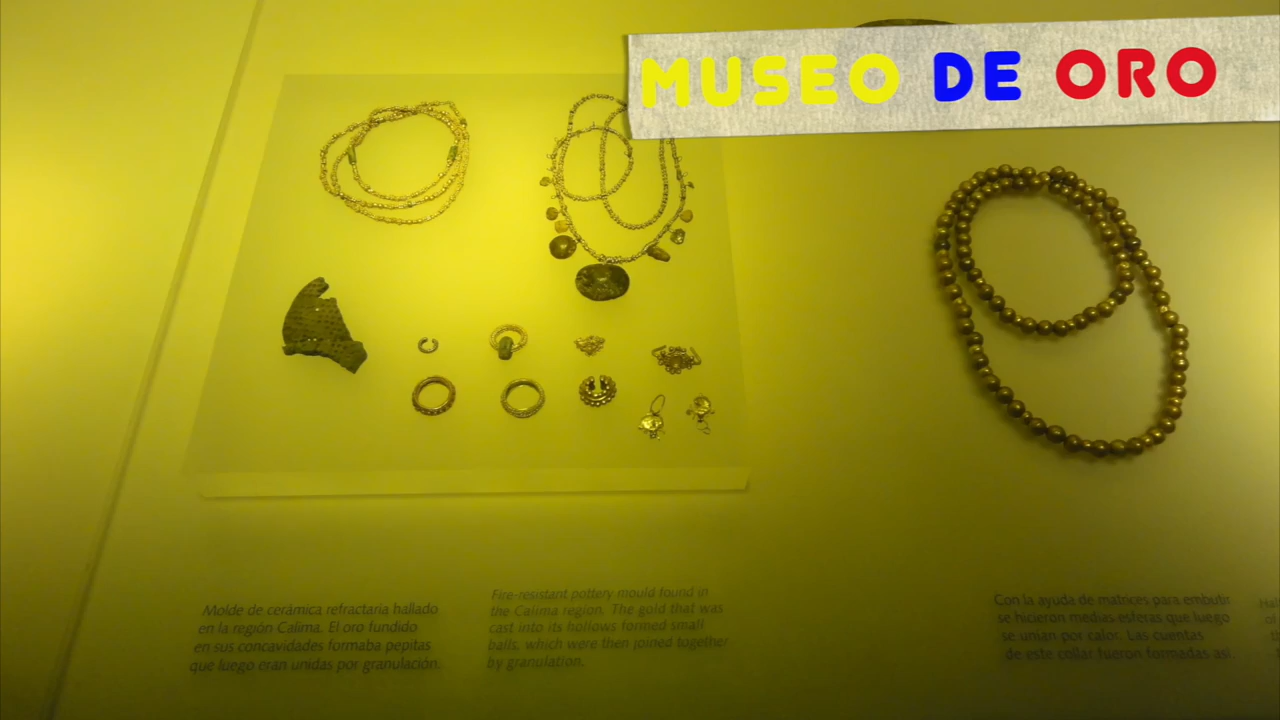 MUSEO DE ORO
Molde de cerámica refractaria hallado
en la región Calima. El oro fundido
en sus concavidades formaba pepitas
que luego eran unidas por granulación.
Fire-resistant pottery mould found in
the Calima region. The gold that was
cast into its hollows formed small
balls, which were then joined together
by granulation.
Con la ayuda de matrices para embutir
se hicieron medias esferas que luego
se unían por calor. Las cuentas
de este collar fueron formadas así.